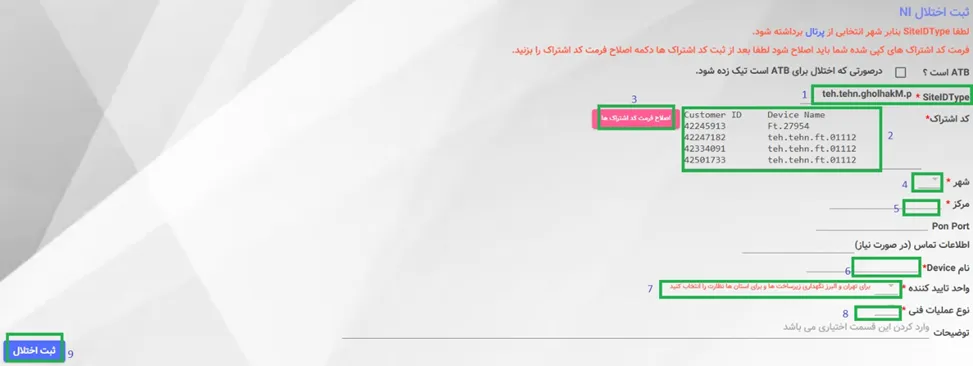 ثبت اختلال NI
لطفا SiteIDType بنابر شهر انتخابی از پرتال برداشته شود.
فرمت کد اشتراک های کپی شده شما باید اصلاح شود لطفا بعد از ثبت کد اشتراک ها دکمه اصلاح فرمت کد اشتراک را بزنید.
ATB است ؟ درصورتی که اختلال برای ATB است تیک زده شود.
SiteIDType * teh.tehn.Makhalhogh.p 1
کد اشتراک*
Customer ID Device Name
42245913 Ft.27954
42247182 teh.tehn.ft.01112
42334091 teh.tehn.ft.01112
42501733 teh.tehn.ft.01112
2
3
اصلاح فرمت کد اشتراک ها
شهر * 4
مرکز * 5
Pon Port
اطلاعات تماس (در صورت نیاز)
نام Device* 6
واحد تایید کننده * برای تهران و البرز نگهداری زیرساخت ها و برای استان ها نظارت را انتخاب کنید 7
نوع عملیات فنی * 8
توضیحات وارد کردن این قسمت اختیاری می باشد
ثبت اختلال 9